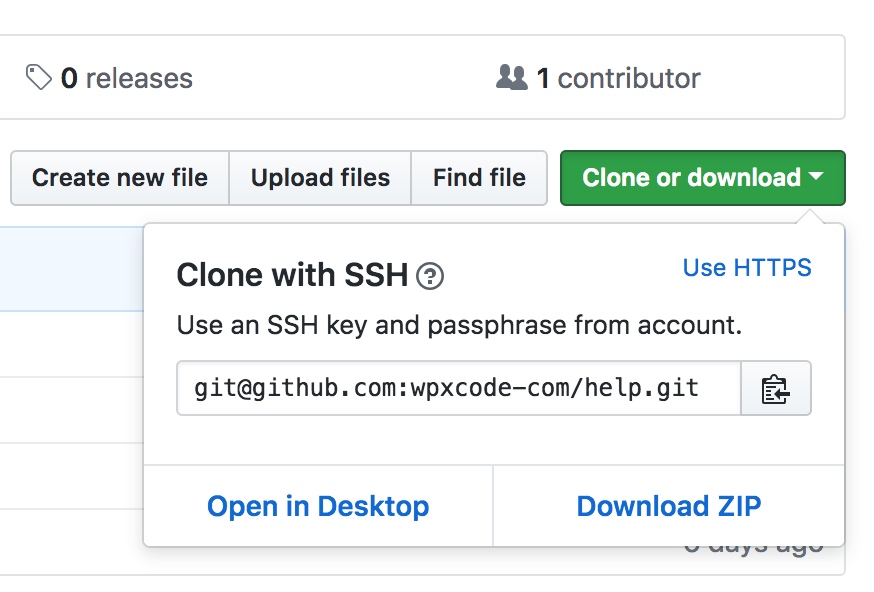 0 releases
1 contributor
Create new file
Upload files
Find file
Clone or download
Clone with SSH
Use HTTPS
Use an SSH key and passphrase from account.
git@github.com:wpxcode-com/help.git
Open in Desktop
Download ZIP
days ago